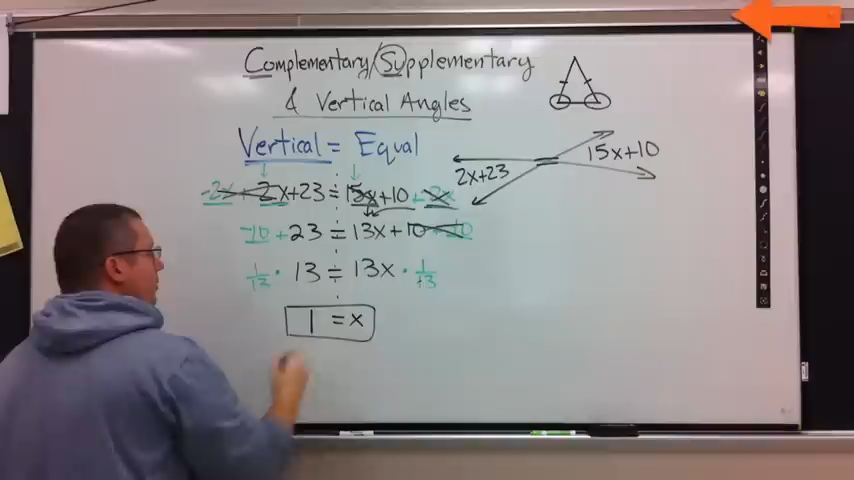 Complementary/Supplementary
& Vertical Angles
Vertical = Equal
-2x + 2x+23 = 15x+10 + -2x
-10 + 23 = 13x+10 + -10
1/13 · 13 = 13x · 1/13
1 = x
2x+23
15x+10